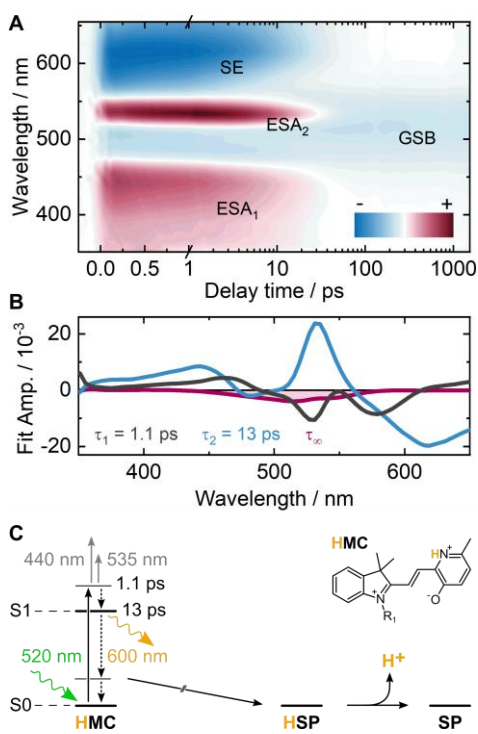 A
Wavelength / nm
600
500
400
SE
ESA₂
GSB
ESA₁
- +
0.0 0.5 1 10 100 1000
Delay time / ps
B
Fit Amp. / 10⁻³
20
0
-20
τ₁ = 1.1 ps τ₂ = 13 ps τ∞
400 500 600
Wavelength / nm
C
440 nm 535 nm
1.1 ps
S1 13 ps
520 nm 600 nm
S0
HMC
HMC
H
N⁺
⁻O
N⁺
R₁
H⁺
HSP SP